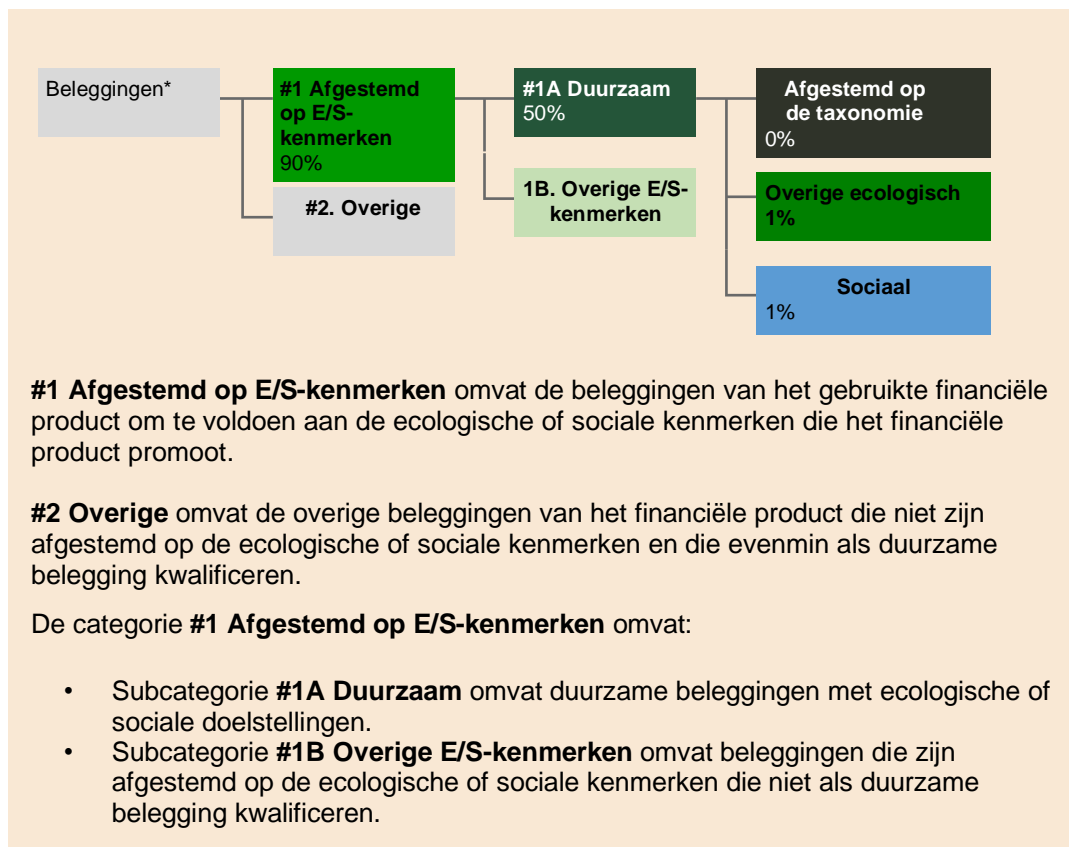 Beleggingen*
#1 Afgestemd
op E/S-
kenmerken
90%
#2. Overige
#1A Duurzaam
50%
1B. Overige E/S-
kenmerken
Afgestemd op
de taxonomie
0%
Overige ecologisch
1%
Sociaal
1%
#1 Afgestemd op E/S-kenmerken omvat de beleggingen van het gebruikte financiële
product om te voldoen aan de ecologische of sociale kenmerken die het financiële
product promoot.
#2 Overige omvat de overige beleggingen van het financiële product die niet zijn
afgestemd op de ecologische of sociale kenmerken en die evenmin als duurzame
belegging kwalificeren.
De categorie #1 Afgestemd op E/S-kenmerken omvat:
• Subcategorie #1A Duurzaam omvat duurzame beleggingen met ecologische of
sociale doelstellingen.
• Subcategorie #1B Overige E/S-kenmerken omvat beleggingen die zijn
afgestemd op de ecologische of sociale kenmerken die niet als duurzame
belegging kwalificeren.